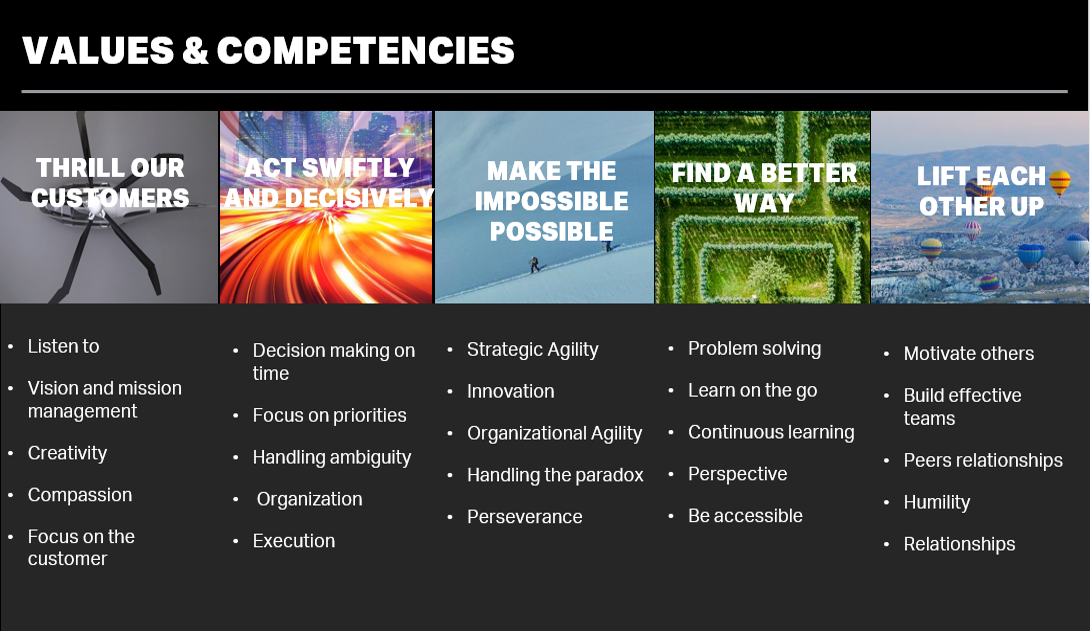 VALUES & COMPETENCIES
THRILL OUR
CUSTOMERS
ACT SWIFTLY
AND DECISIVELY
MAKE THE
IMPOSSIBLE
POSSIBLE
FIND A BETTER
WAY
LIFT EACH
OTHER UP
• Listen to
• Vision and mission
management
• Creativity
• Compassion
• Focus on the
customer
• Decision making on
time
• Focus on priorities
• Handling ambiguity
• Organization
• Execution
• Strategic Agility
• Innovation
• Organizational Agility
• Handling the paradox
• Perseverance
• Problem solving
• Learn on the go
• Continuous learning
• Perspective
• Be accessible
• Motivate others
• Build effective
teams
• Peers relationships
• Humility
• Relationships